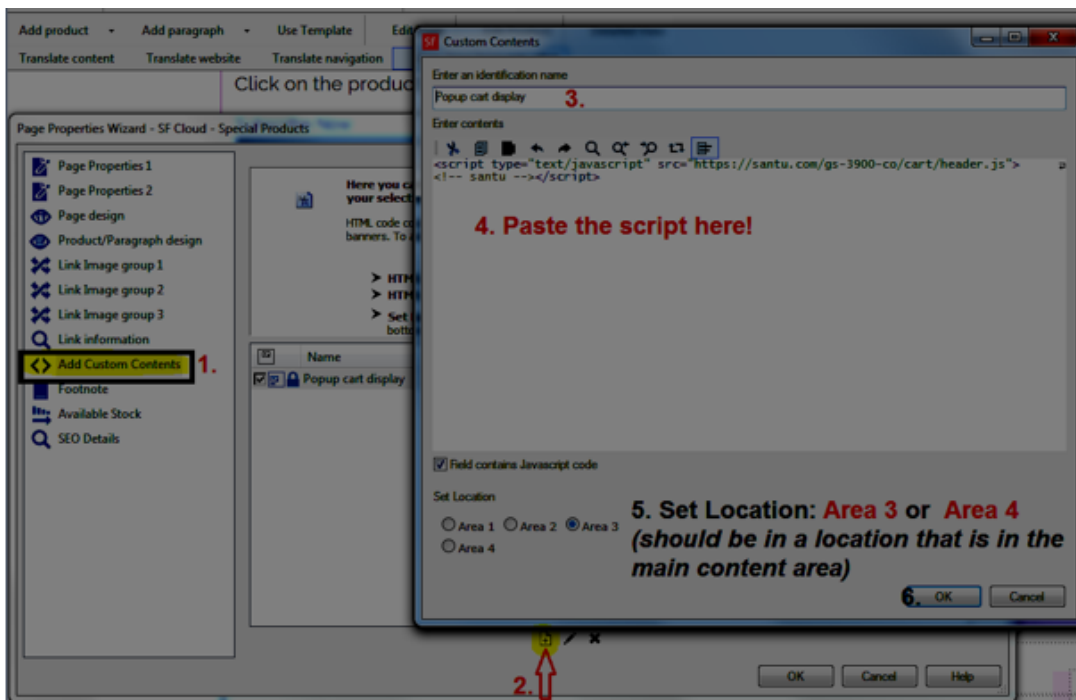 Add product
Add paragraph
Use Template
Translate content
Translate website
Translate navigation
Click on the produc
Page Properties Wizard - SF Cloud - Special Products
Page Properties 1
Page Properties 2
Page design
Product/Paragraph design
Link Image group 1
Link Image group 2
Link Image group 3
Link information
Add Custom Contents
1.
Footnote
Available Stock
SEO Details
Here you ca
your select
HTML code c
banners. To
HTM
HTM
Set
botto
Name
Popup cart display
2.
OK
Cancel
Help
Custom Contents
Enter an identification name
Popup cart display
3.
Enter contents
<script type="text/javascript" src="https://santu.com/gs-3900-co/cart/header.js">
<!-- santu --></script>
4. Paste the script here!
Field contains Javascript code
Set Location
Area 1
Area 2
Area 3
Area 4
5. Set Location: Area 3 or Area 4
(should be in a location that is in the
main content area)
6.
OK
Cancel